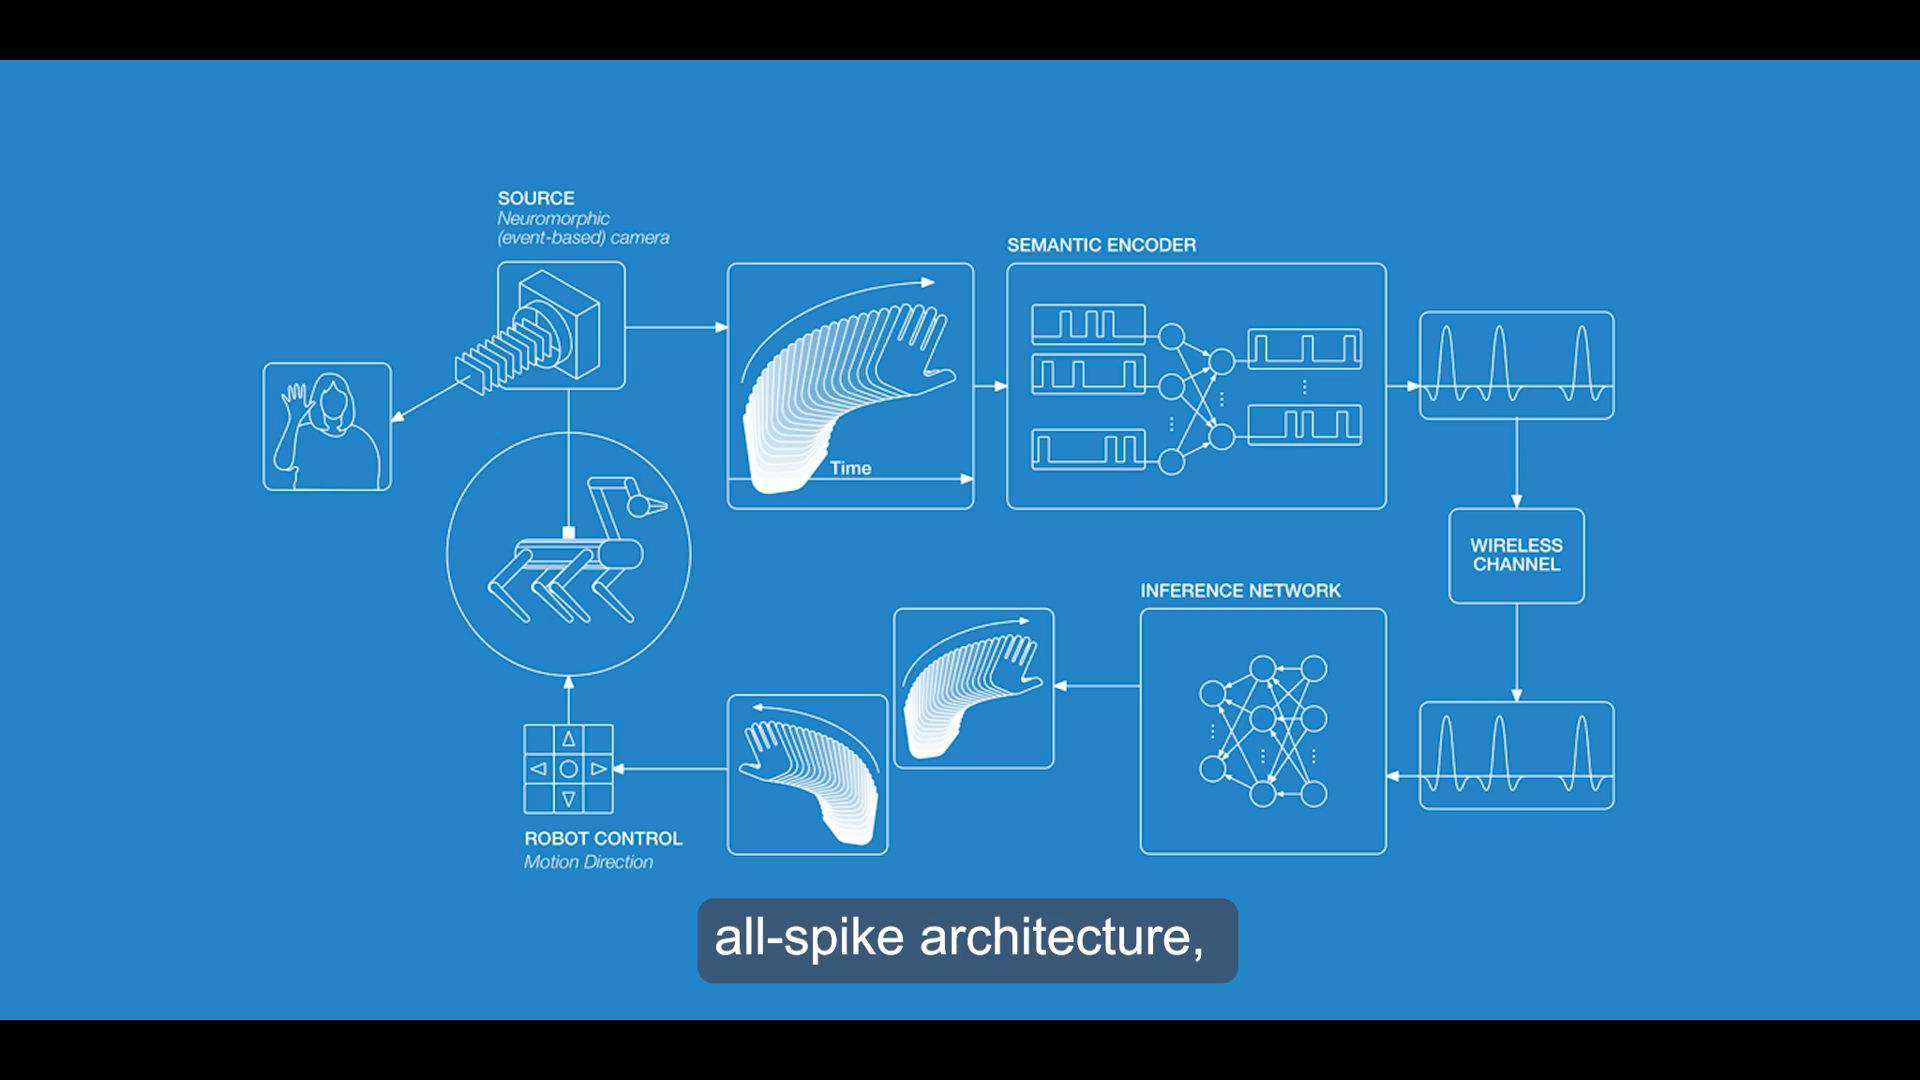 SOURCE
Neuromorphic
(event-based) camera
SEMANTIC ENCODER
Time
WIRELESS
CHANNEL
INFERENCE NETWORK
ROBOT CONTROL
Motion Direction
all-spike architecture,